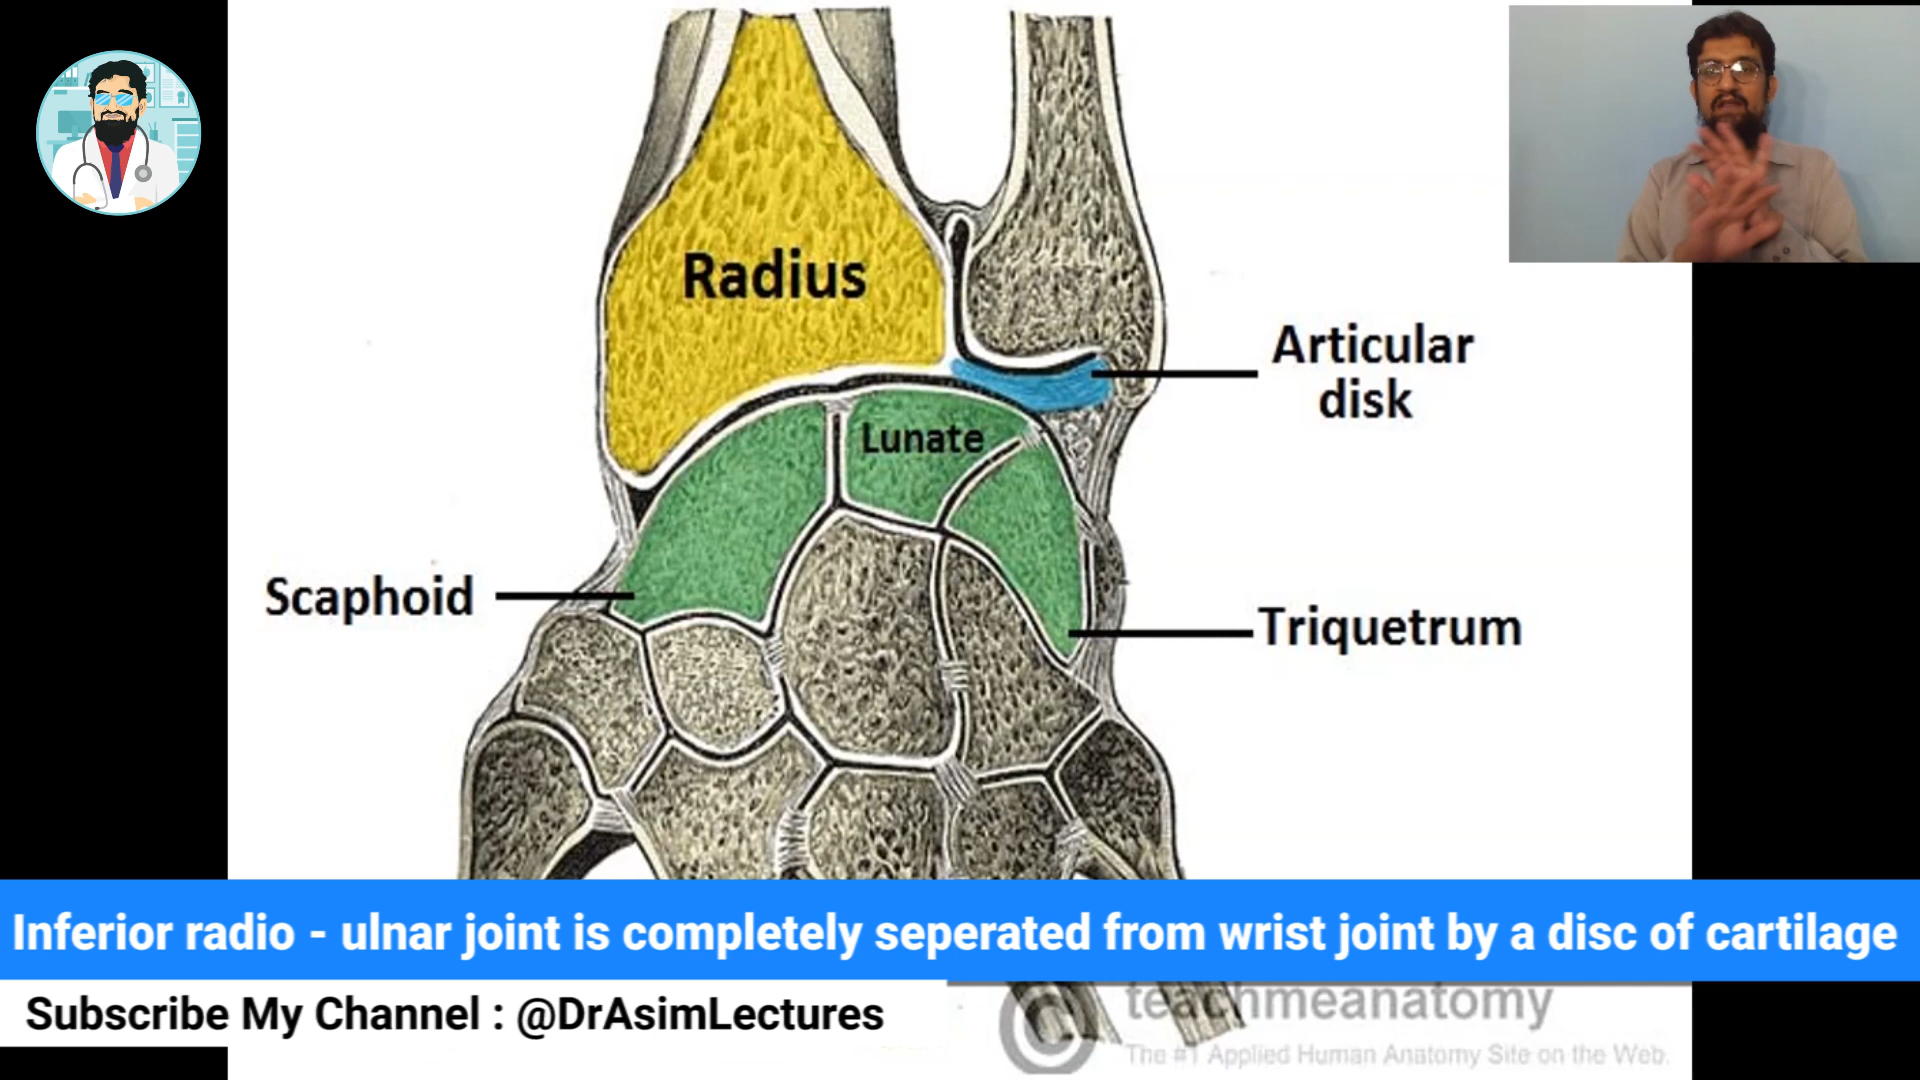 Radius
Articular
disk
Lunate
Scaphoid
Triquetrum
Inferior radio - ulnar joint is completely seperated from wrist joint by a disc of cartilage
Subscribe My Channel : @DrAsimLectures
© teachmeanatomy
The #1 Applied Human Anatomy Site on the Web.